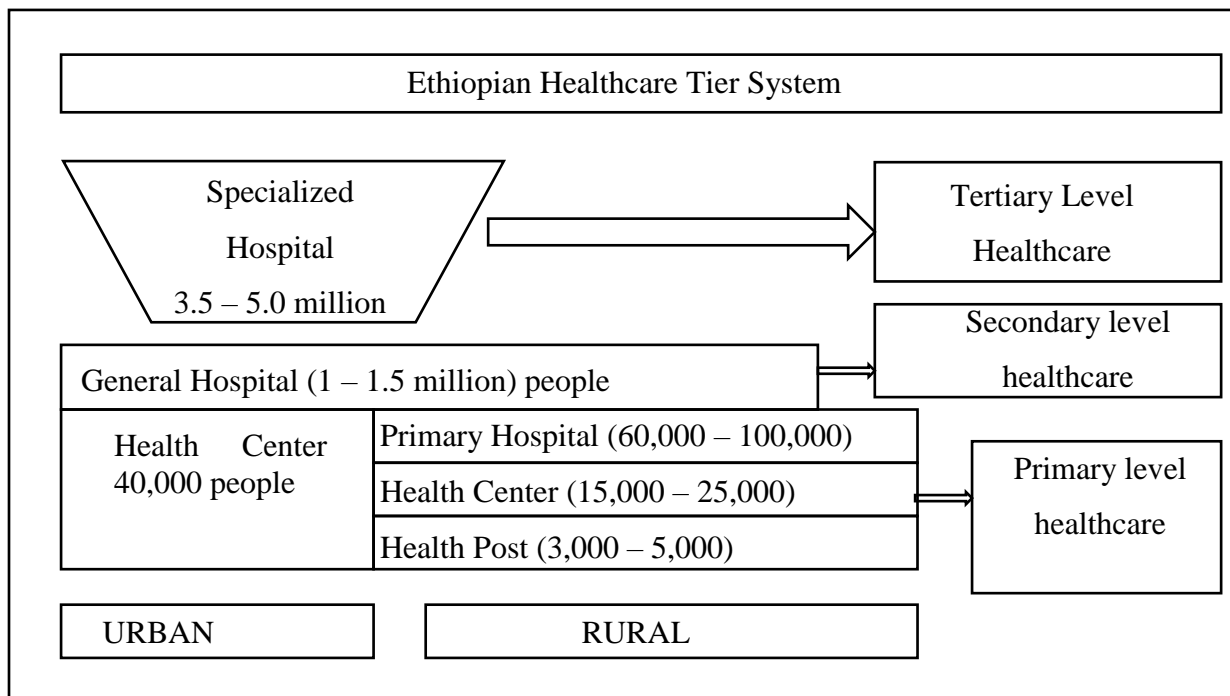 Ethiopian Healthcare Tier System
Specialized
Hospital
3.5 – 5.0 million
Tertiary Level
Healthcare
Secondary level
healthcare
General Hospital (1 – 1.5 million) people
Health Center
40,000 people
Primary Hospital (60,000 – 100,000)
Health Center (15,000 – 25,000)
Health Post (3,000 – 5,000)
Primary level
healthcare
URBAN
RURAL